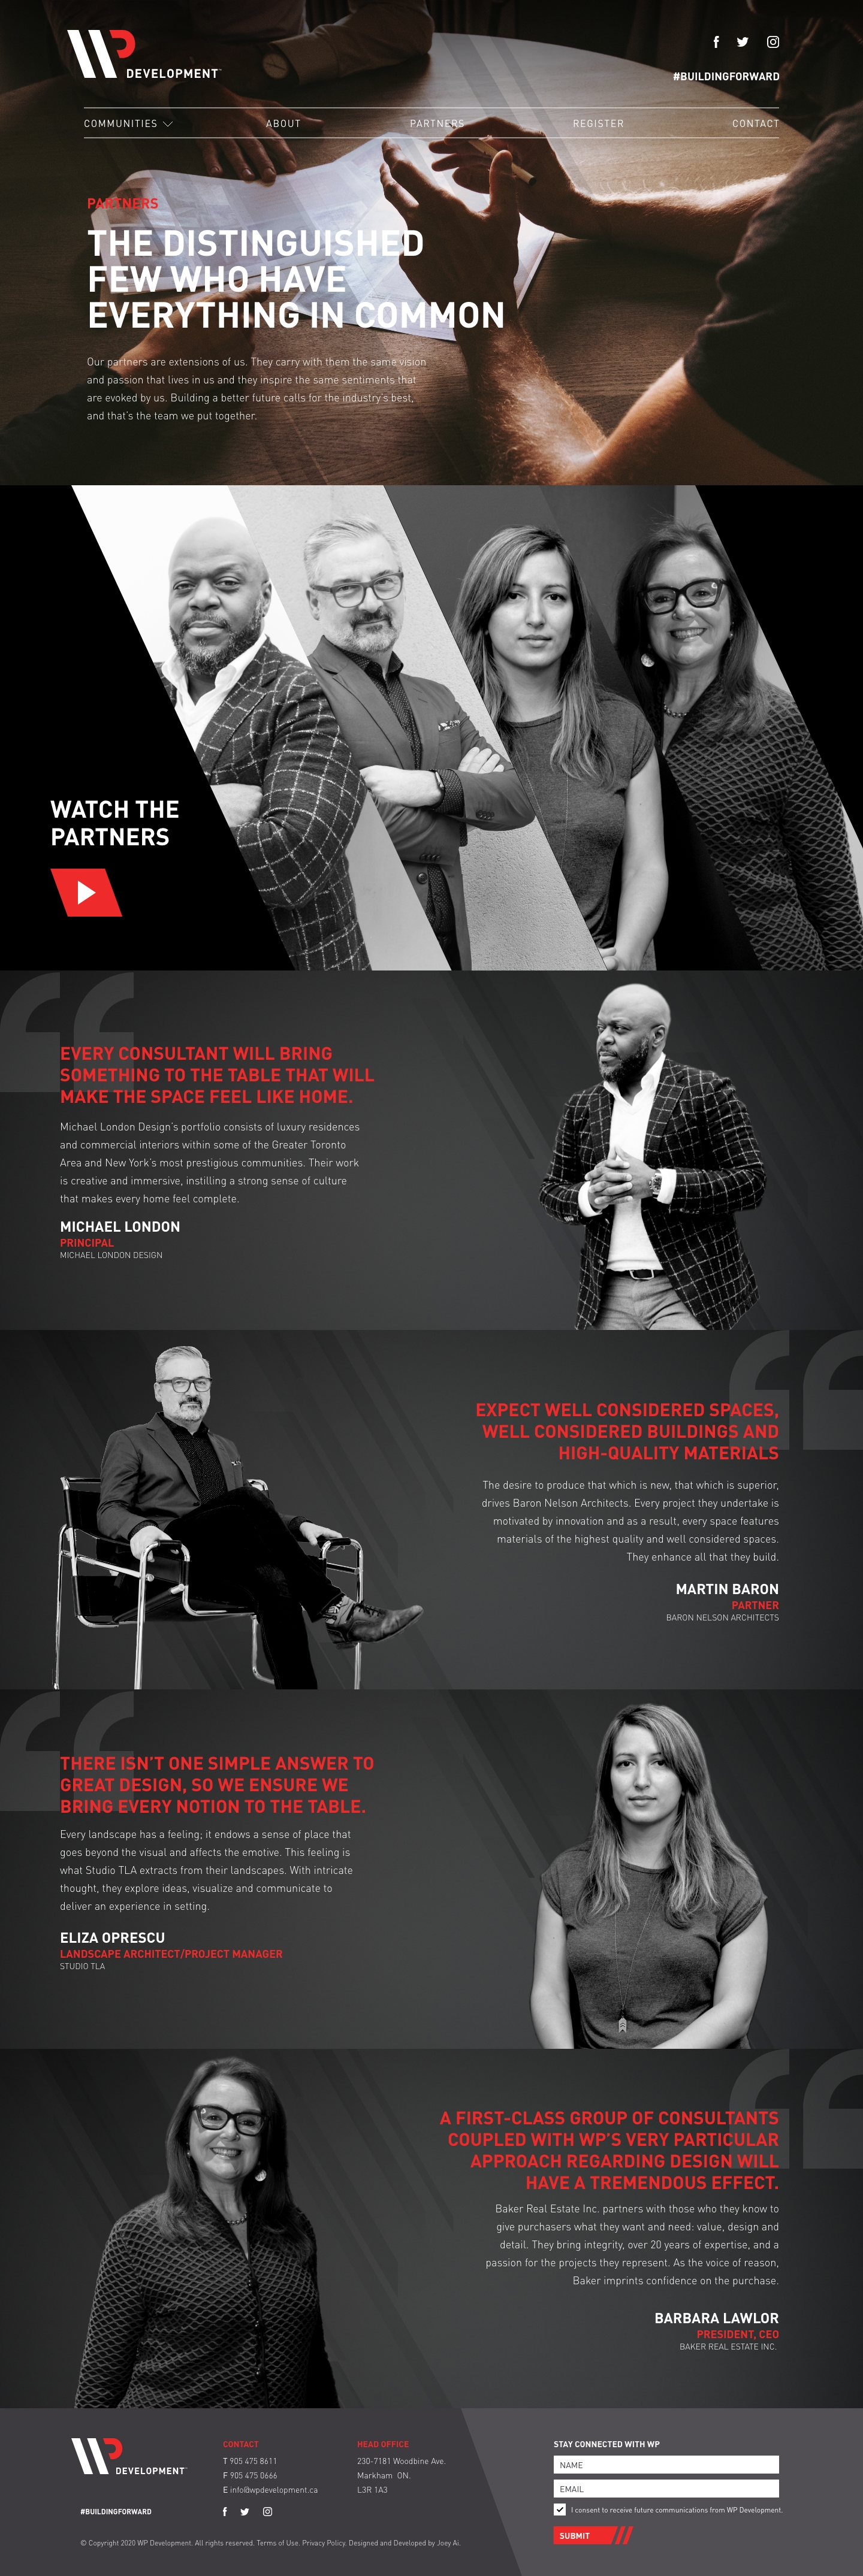 WP
DEVELOPMENT
#BUILDINGFORWARD
COMMUNITIES ABOUT PARTNERS REGISTER CONTACT
PARTNERS
THE DISTINGUISHED
FEW WHO HAVE
EVERYTHING IN COMMON
Our partners are extensions of us. They carry with them the same vision
and passion that lives in us and they inspire the same sentiments that
are evoked by us. Building a better future calls for the industry's best,
and that's the team we put together.
WATCH THE
PARTNERS
EVERY CONSULTANT WILL BRING
SOMETHING TO THE TABLE THAT WILL
MAKE THE SPACE FEEL LIKE HOME.
Michael London Design's portfolio consists of luxury residences
and commercial interiors within some of the Greater Toronto
Area and New York's most prestigious communities. Their work
is creative and immersive, instilling a strong sense of culture
that makes every home feel complete.
MICHAEL LONDON
PRINCIPAL
MICHAEL LONDON DESIGN
EXPECT WELL CONSIDERED SPACES,
WELL CONSIDERED BUILDINGS AND
HIGH-QUALITY MATERIALS
The desire to produce that which is new, that which is superior,
drives Baron Nelson Architects. Every project they undertake is
motivated by innovation and as a result, every space features
materials of the highest quality and well considered spaces.
They enhance all that they build.
MARTIN BARON
PARTNER
BARON NELSON ARCHITECTS
THERE ISN'T ONE SIMPLE ANSWER TO
GREAT DESIGN, SO WE ENSURE WE
BRING EVERY NOTION TO THE TABLE.
Every landscape has a feeling; it endows a sense of place that
goes beyond the visual and affects the emotive. This feeling is
what Studio TLA extracts from their landscapes. With intricate
thought, they explore ideas, visualize and communicate to
deliver an experience in setting.
ELIZA OPRESCU
LANDSCAPE ARCHITECT/PROJECT MANAGER
STUDIO TLA
A FIRST-CLASS GROUP OF CONSULTANTS
COUPLED WITH WP'S VERY PARTICULAR
APPROACH REGARDING DESIGN WILL
HAVE A TREMENDOUS EFFECT.
Baker Real Estate Inc. partners with those who they know to
give purchasers what they want and need: value, design and
detail. They bring integrity, over 20 years of expertise, and a
passion for the projects they represent. As the voice of reason,
Baker imprints confidence on the purchase.
BARBARA LAWLOR
PRESIDENT, CEO
BAKER REAL ESTATE INC.
WP
DEVELOPMENT
#BUILDINGFORWARD
CONTACT
T 905 475 8611
F 905 475 0666
E info@wpdevelopment.ca
HEAD OFFICE
230-7181 Woodbine Ave.
Markham ON.
L3R 1A3
STAY CONNECTED WITH WP
NAME
EMAIL
I consent to receive future communications from WP Development.
SUBMIT
© Copyright 2020 WP Development. All rights reserved. Terms of Use. Privacy Policy. Designed and Developed by Joey Ai.